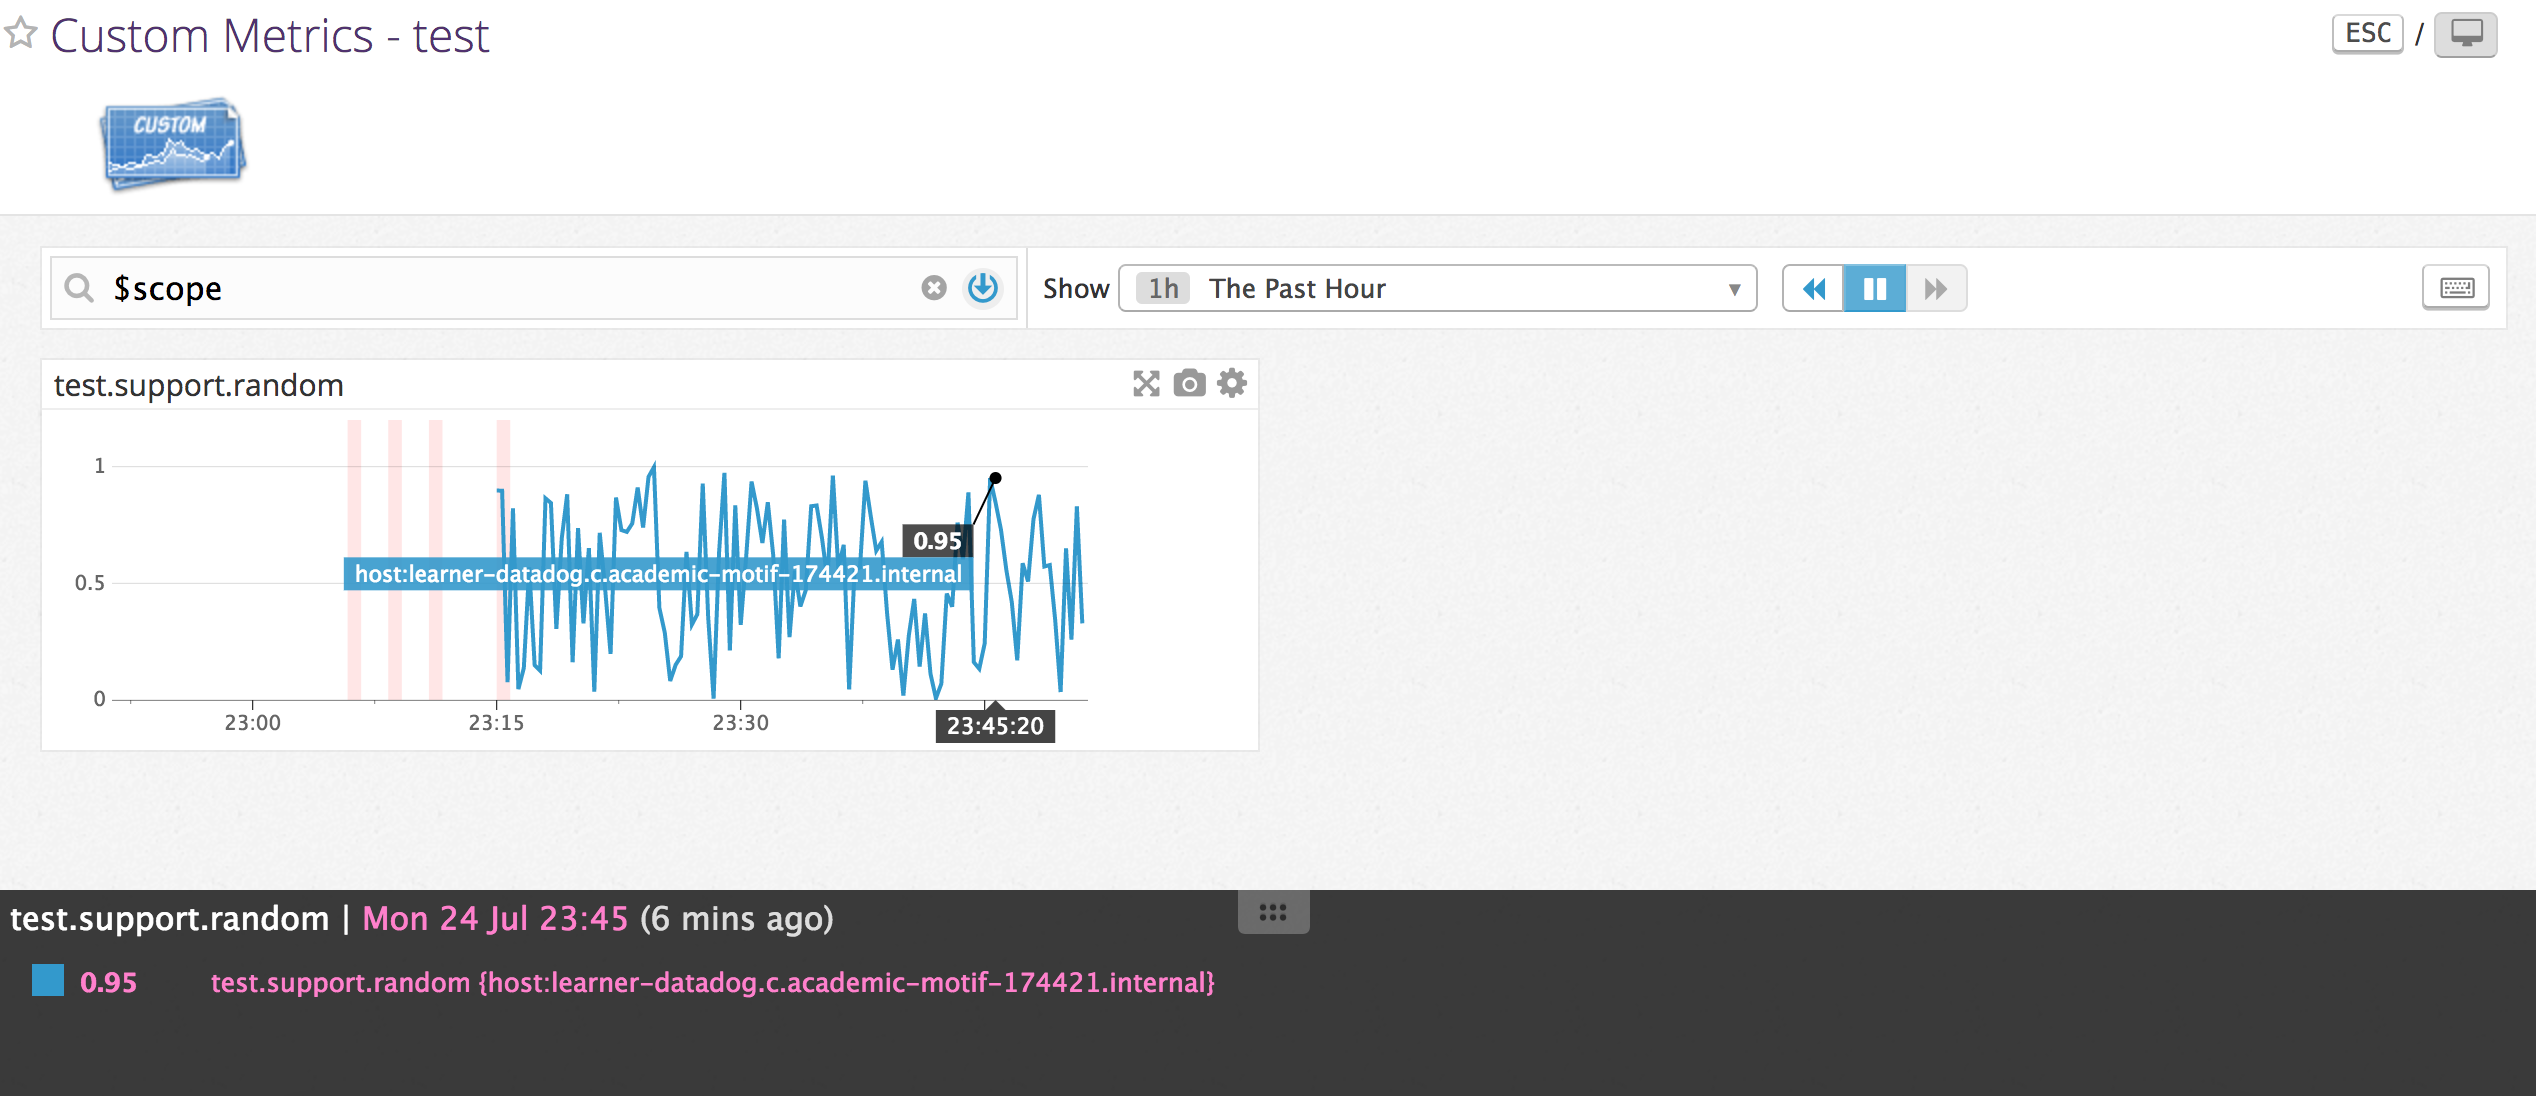 Custom Metrics - test
ESC /
CUSTOM
$scope
Show 1h The Past Hour
test.support.random
1
0.95
host:learner-datadog.c.academic-motif-174421.internal
0.5
0
23:00 23:15 23:30 23:45:20
test.support.random | Mon 24 Jul 23:45 (6 mins ago)
0.95 test.support.random {host:learner-datadog.c.academic-motif-174421.internal}